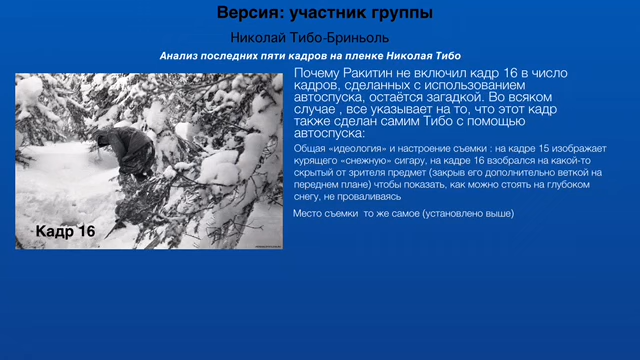 Версия: участник группы
Николай Тибо-Бриньоль
Анализ последних пяти кадров на пленке Николая Тибо
Почему Ракитин не включил кадр 16 в число
кадров, сделанных с использованием
автоспуска, остаётся загадкой. Во всяком
случае , все указывает на то, что этот кадр
также сделан самим Тибо с помощью
автоспуска:
Общая «идеология» и настроение съемки : на кадре 15 изображает
курящего «снежную» сигару, на кадре 16 взобрался на какой-то
скрытый от зрителя предмет (закрыв его дополнительно веткой на
переднем плане) чтобы показать, как можно стоять на глубоком
снегу, не проваливаясь
Место съемки то же самое (установлено выше)
Кадр 16